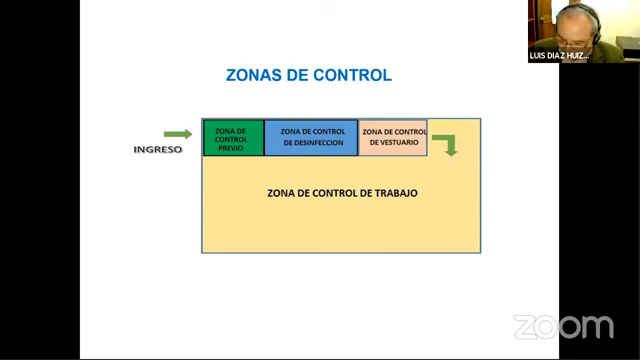 LUIS DIAZ HUIZ...
ZONAS DE CONTROL
INGRESO
ZONA DE
CONTROL
PREVIO
ZONA DE CONTROL
DE DESINFECCION
ZONA DE CONTROL
DE VESTUARIO
ZONA DE CONTROL DE TRABAJO
zoom